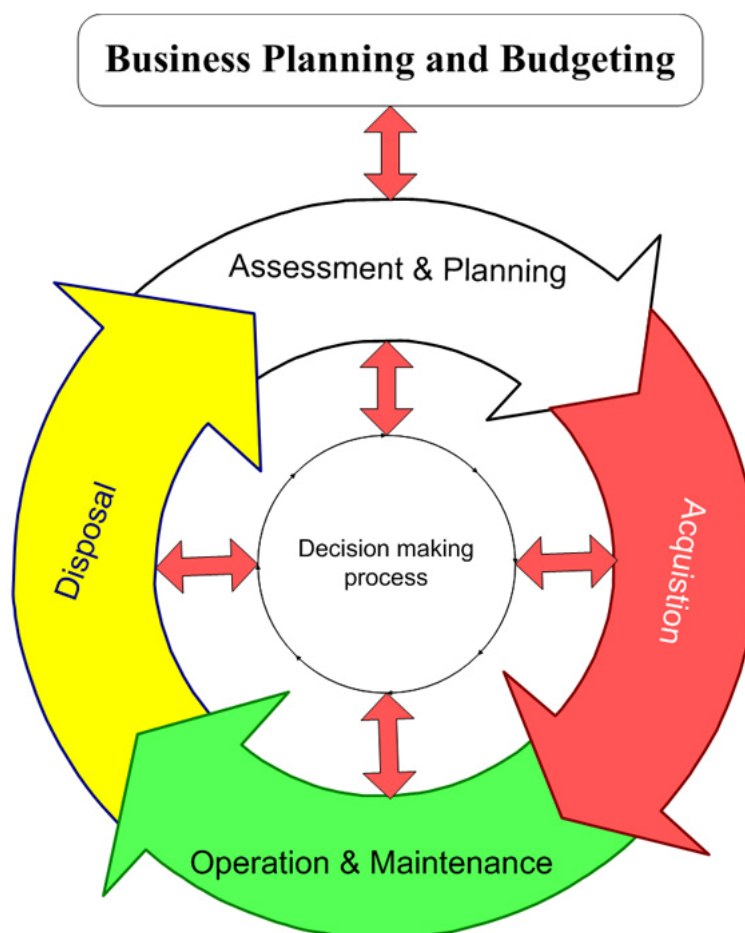 Business Planning and Budgeting
Assessment & Planning
Acquistion
Decision making
process
Disposal
Operation & Maintenance